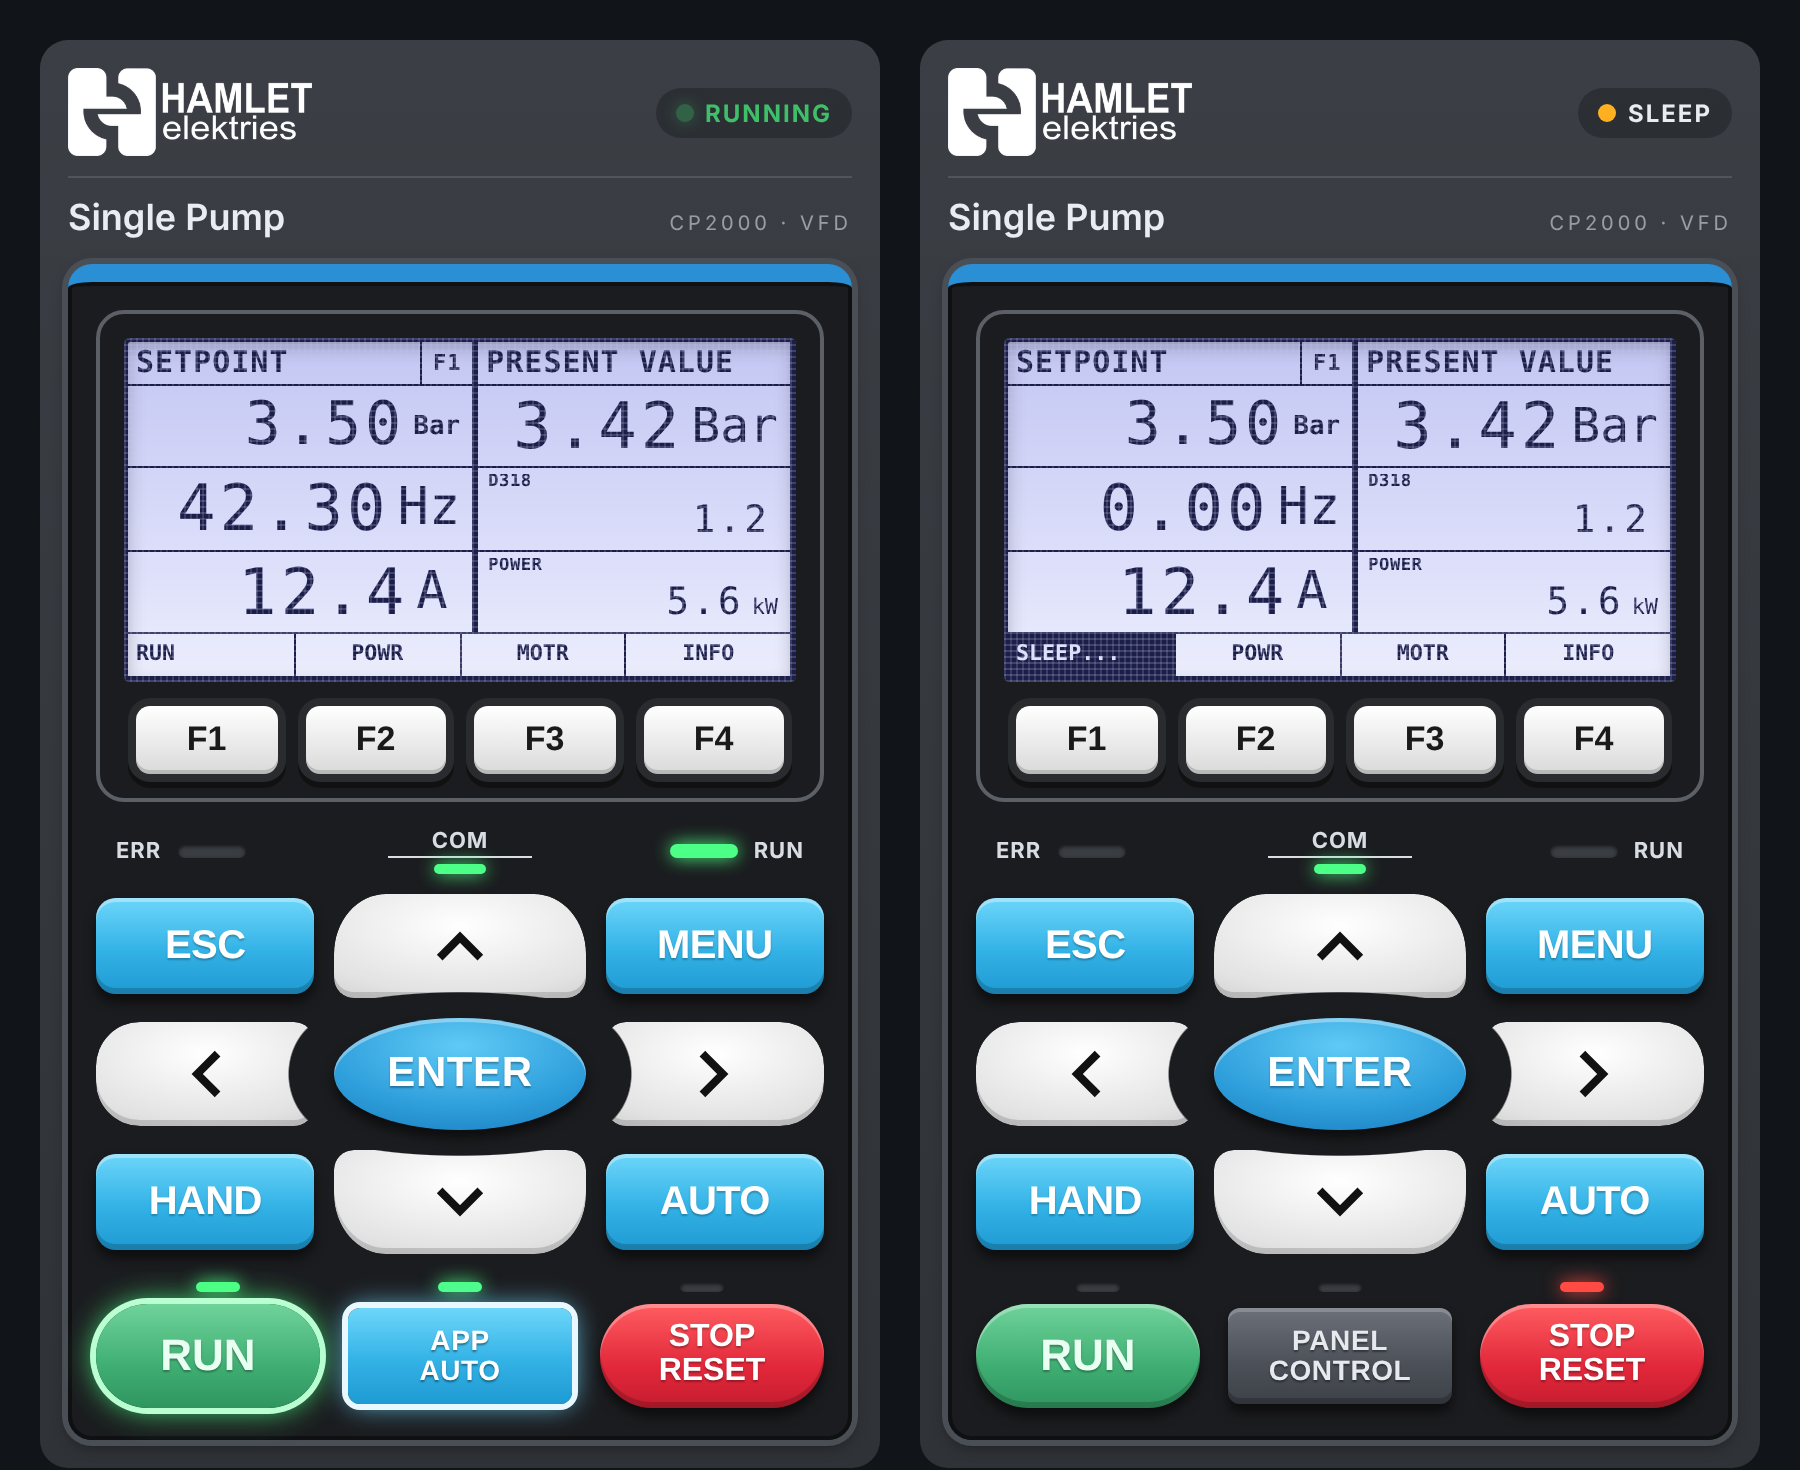 HAMLET
elektries
RUNNING
Single Pump
CP2000 · VFD
SETPOINT F1 PRESENT VALUE
3.50 Bar 3.42 Bar
42.30 Hz D318 1.2
12.4 A POWER 5.6 kW
RUN POWR MOTR INFO
F1 F2 F3 F4
ERR COM RUN
ESC MENU
ENTER
HAND AUTO
RUN
APP
AUTO
STOP
RESET
HAMLET
elektries
SLEEP
Single Pump
CP2000 · VFD
SETPOINT F1 PRESENT VALUE
3.50 Bar 3.42 Bar
0.00 Hz D318 1.2
12.4 A POWER 5.6 kW
SLEEP... POWR MOTR INFO
F1 F2 F3 F4
ERR COM RUN
ESC MENU
ENTER
HAND AUTO
RUN
PANEL
CONTROL
STOP
RESET